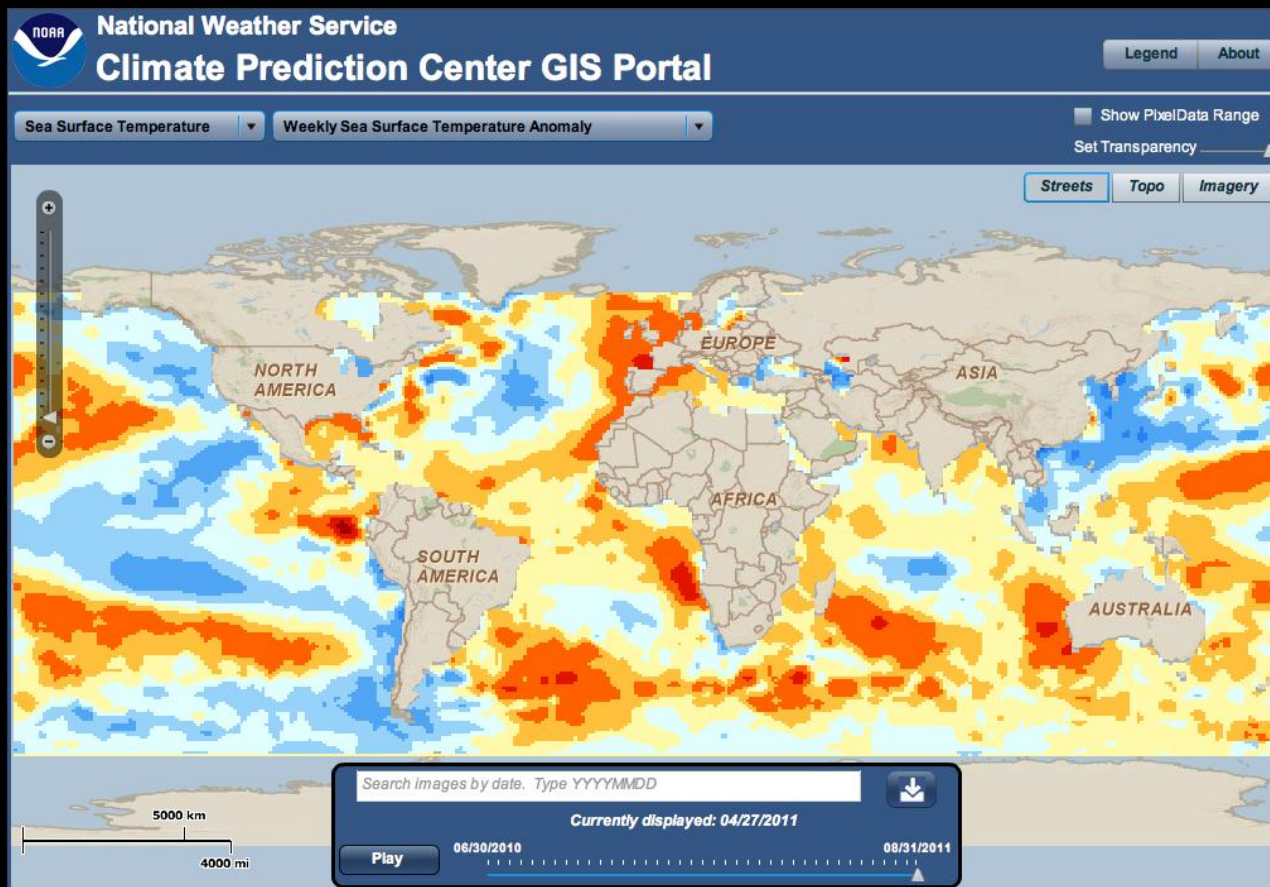 NOAA
National Weather Service
Climate Prediction Center GIS Portal
Legend
About
Sea Surface Temperature
Weekly Sea Surface Temperature Anomaly
Show PixelData Range
Set Transparency
Streets
Topo
Imagery
+
EUROPE
NORTH
AMERICA
ASIA
AFRICA
SOUTH
AMERICA
AUSTRALIA
Search images by date. Type YYYYMMDD
5000 km
Currently displayed: 04/27/2011
4000 mi
Play
06/30/2010
08/31/2011